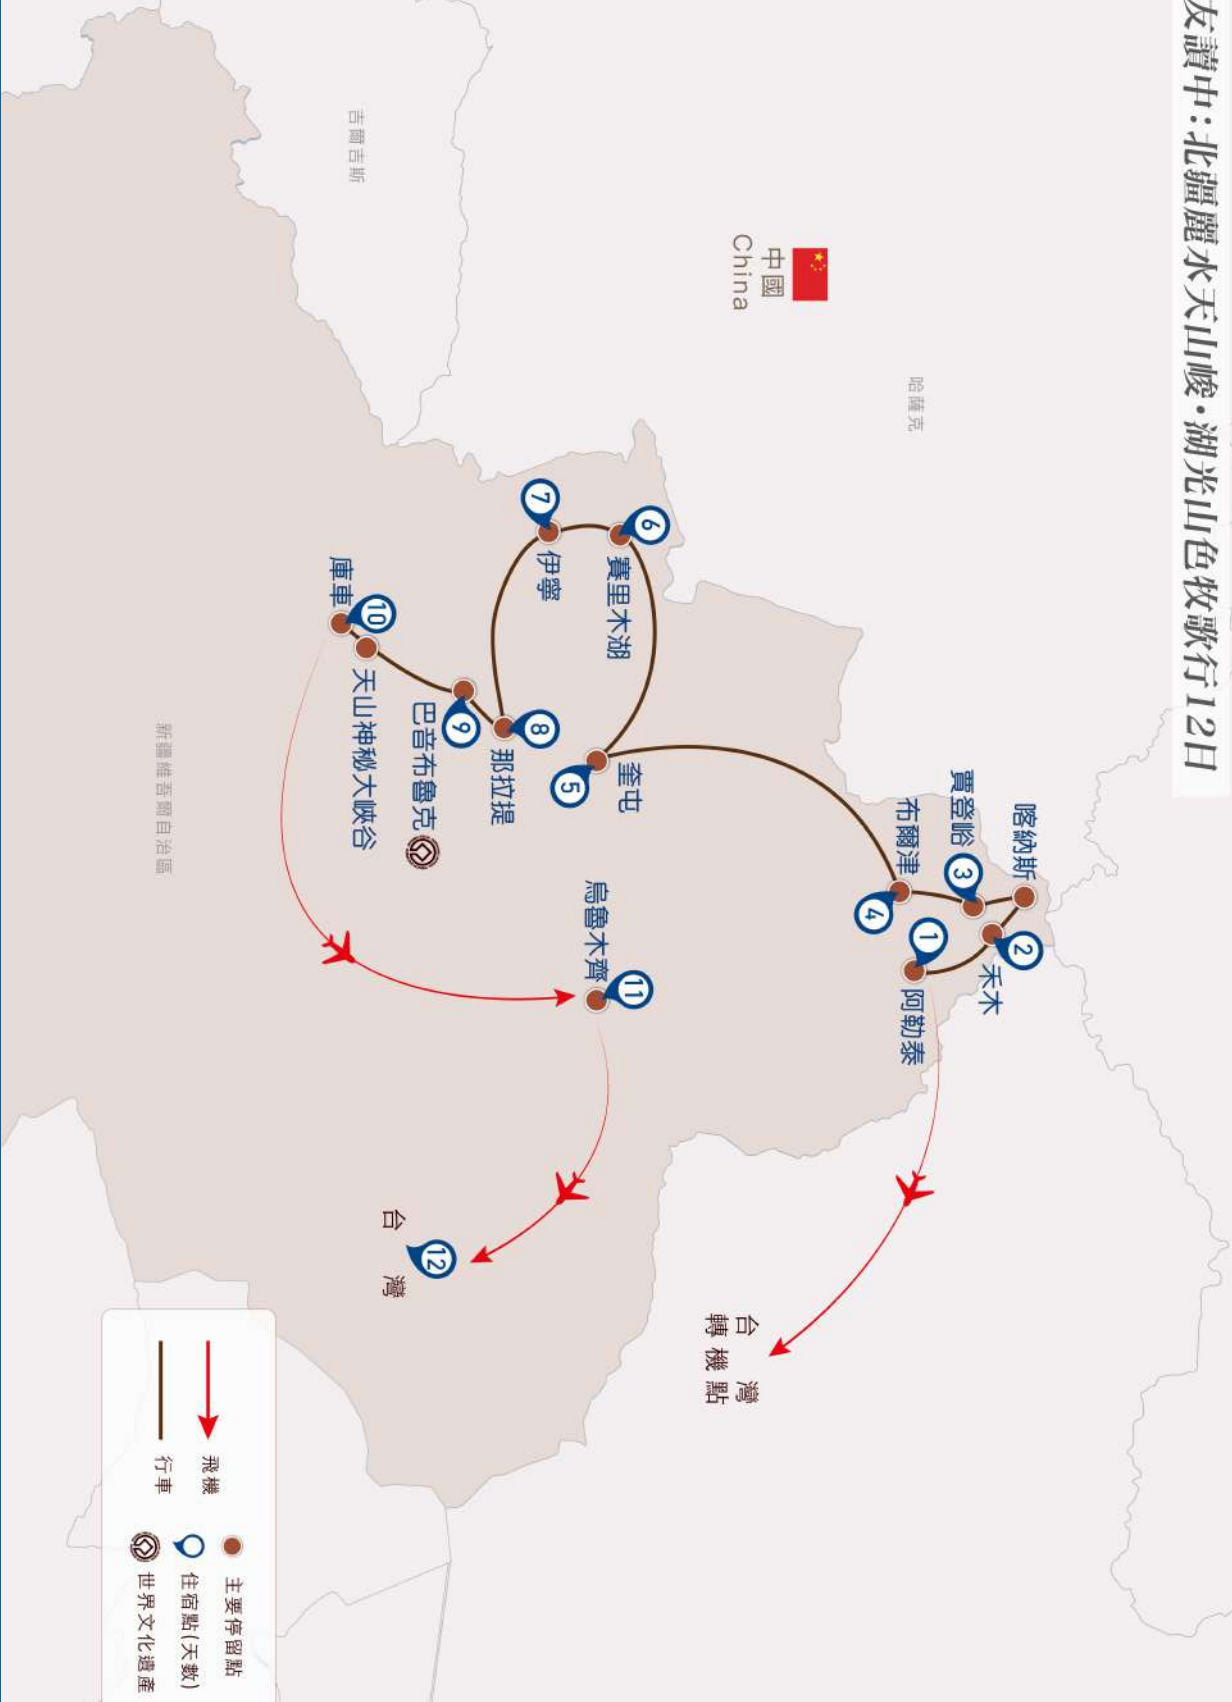 友讀中：北疆麗水天山峻・湖光山色牧歌行12日
哈薩克
中國
China
吉爾吉斯
喀納斯
2
禾木
賈登峪
3
布爾津
4
1
阿勒泰
6
賽里木湖
奎屯
5
7
伊寧
8
那拉提
9
巴音布魯克
烏魯木齊
11
10
庫車
天山神秘大峽谷
新疆維吾爾自治區
台灣
轉機點
12
台灣
飛機
行車
主要停留點
住宿點(天數)
世界文化遺產